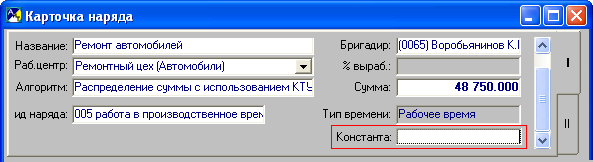 Карточка наряда
Название: Ремонт автомобилей Бригадир: (0065) Воробьянинов К.
Раб.центр: Ремонтный цех (Автомобили) % выраб.:
Алгоритм: Распределение суммы с использованием КТУ Сумма: 48 750.000
ид наряда: 005 работа в производственное врем Тип времени: Рабочее время
Константа:
I
II